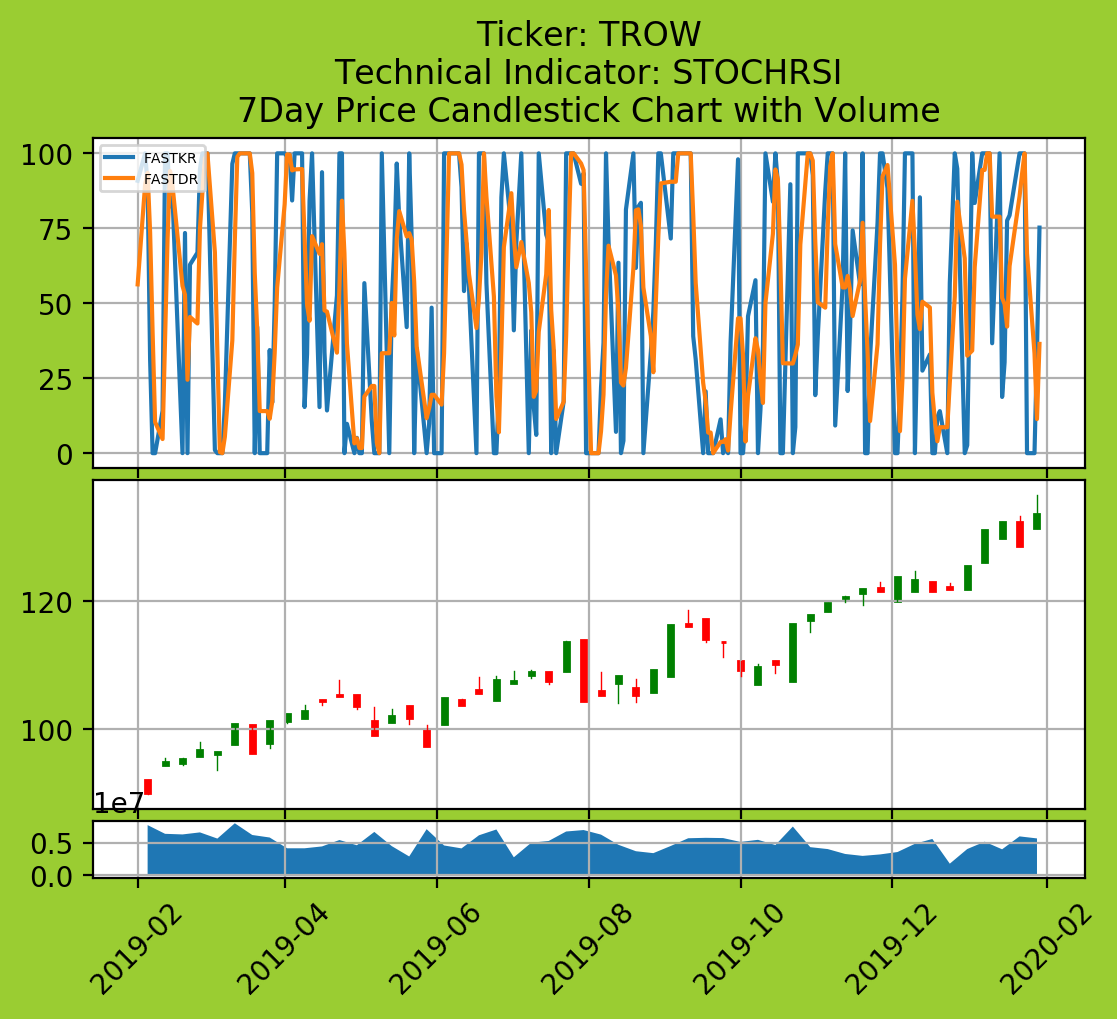 Ticker: TROW
Technical Indicator: STOCHRSI
7Day Price Candlestick Chart with Volume
100
FASTKR
FASTDR
75
50
25
0
120
100
1e7
0.5
0.0
2019-02
2019-04
2019-06
2019-08
2019-10
2019-12
2020-02